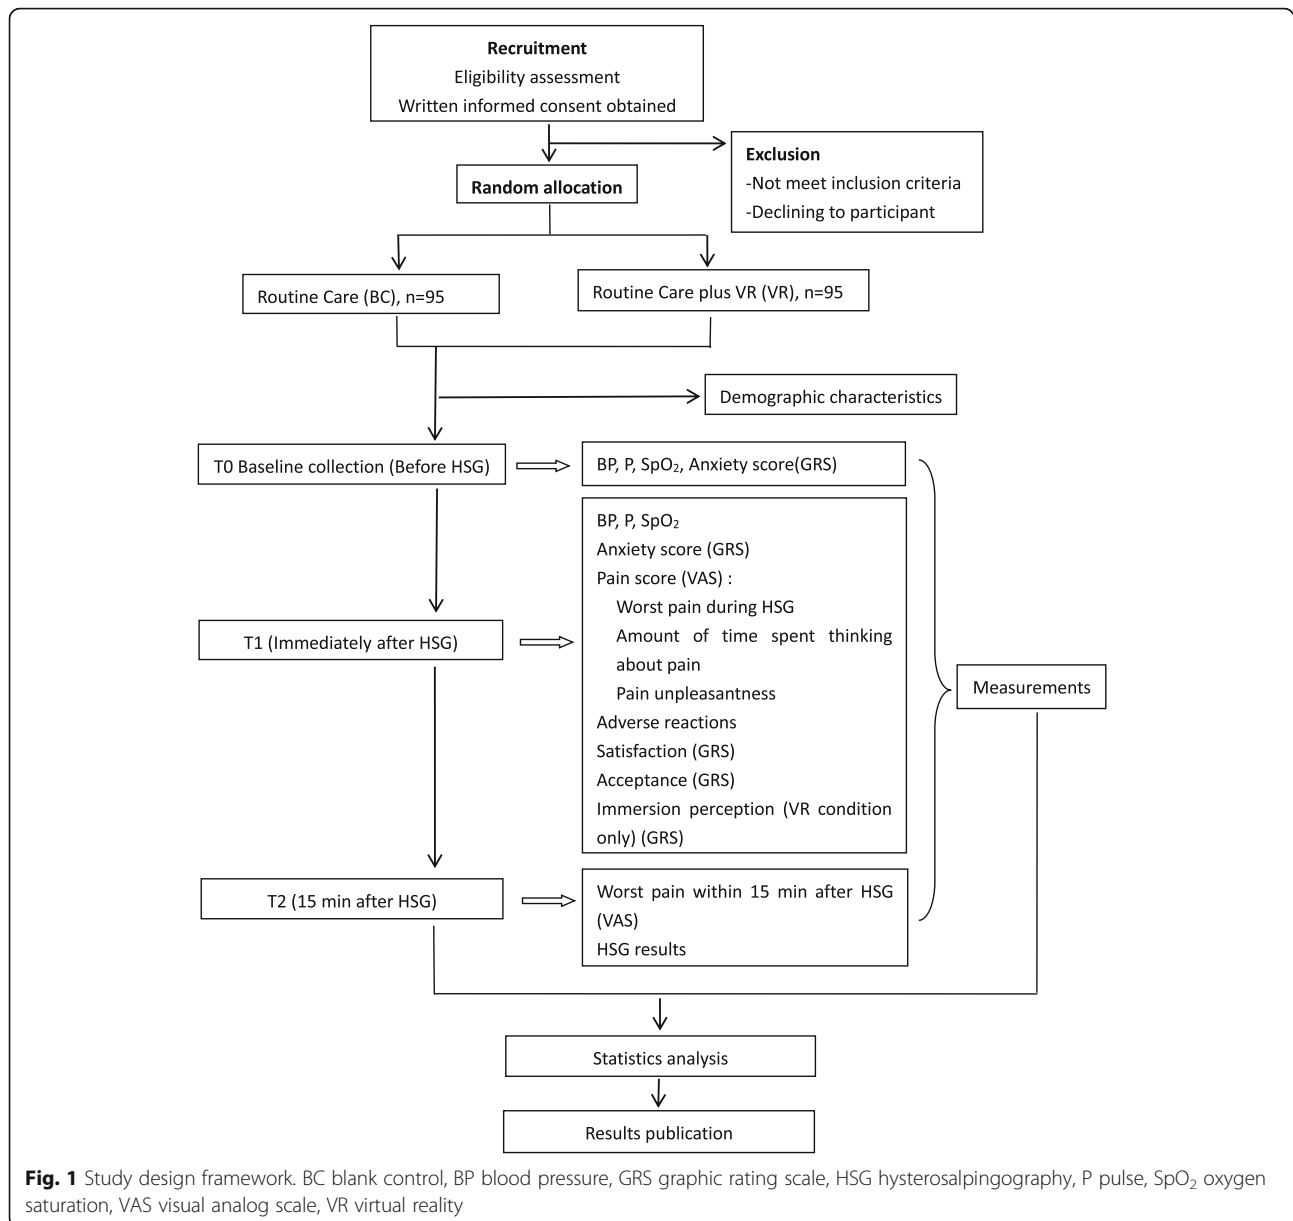 Recruitment
Eligibility assessment
Written informed consent obtained
Exclusion
-Not meet inclusion criteria
-Declining to participant
Random allocation
Routine Care (BC), n=95
Routine Care plus VR (VR), n=95
Demographic characteristics
T0 Baseline collection (Before HSG)
BP, P, SpO₂, Anxiety score(GRS)
BP, P, SpO₂
Anxiety score (GRS)
Pain score (VAS) :
Worst pain during HSG
Amount of time spent thinking
about pain
Pain unpleasantness
Adverse reactions
Satisfaction (GRS)
Acceptance (GRS)
Immersion perception (VR condition
only) (GRS)
T1 (Immediately after HSG)
Measurements
T2 (15 min after HSG)
Worst pain within 15 min after HSG
(VAS)
HSG results
Statistics analysis
Results publication
Fig. 1 Study design framework. BC blank control, BP blood pressure, GRS graphic rating scale, HSG hysterosalpingography, P pulse, SpO₂ oxygen
saturation, VAS visual analog scale, VR virtual reality